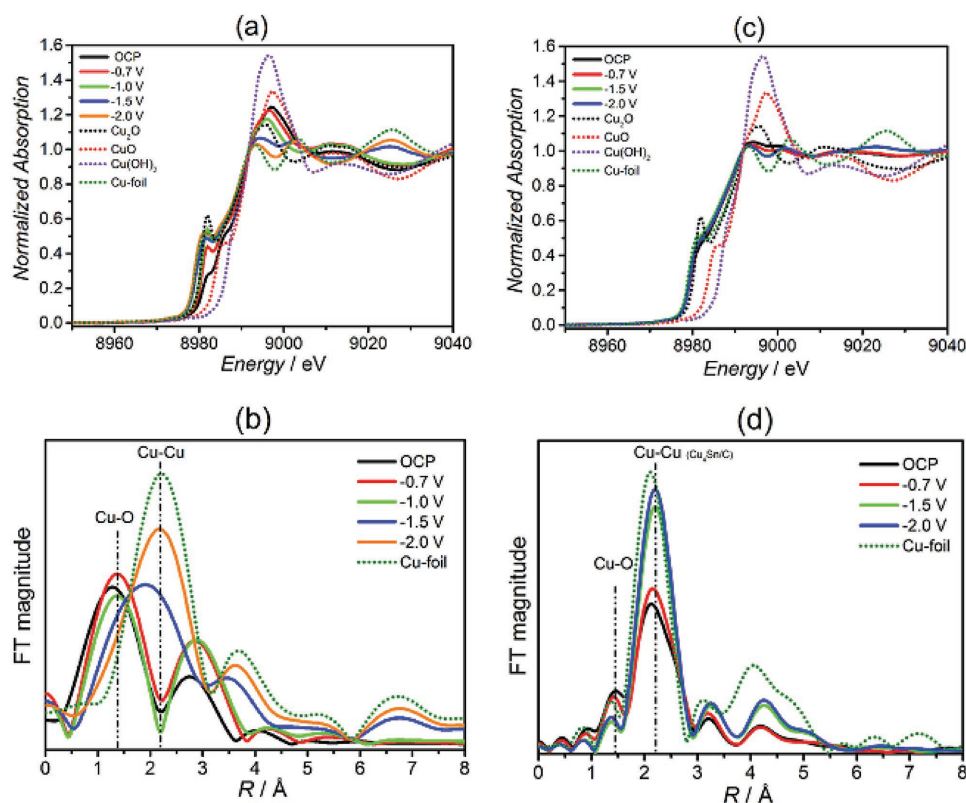 (a)
1.6
1.4
1.2
1.0
0.8
0.6
0.4
0.2
0.0
Normalized Absorption
OCP
-0.7 V
-1.0 V
-1.5 V
-2.0 V
Cu2O
CuO
Cu(OH)2
Cu-foil
8960 8980 9000 9020 9040
Energy / eV
(c)
1.6
1.4
1.2
1.0
0.8
0.6
0.4
0.2
0.0
Normalized Absorption
OCP
-0.7 V
-1.5 V
-2.0 V
Cu2O
CuO
Cu(OH)2
Cu-foil
8960 8980 9000 9020 9040
Energy / eV
(b)
FT magnitude
Cu-Cu
Cu-O
OCP
-0.7 V
-1.0 V
-1.5 V
-2.0 V
Cu-foil
0 1 2 3 4 5 6 7 8
R / Å
(d)
FT magnitude
Cu-Cu (Cu4Sn/C)
Cu-O
OCP
-0.7 V
-1.5 V
-2.0 V
Cu-foil
0 1 2 3 4 5 6 7 8
R / Å